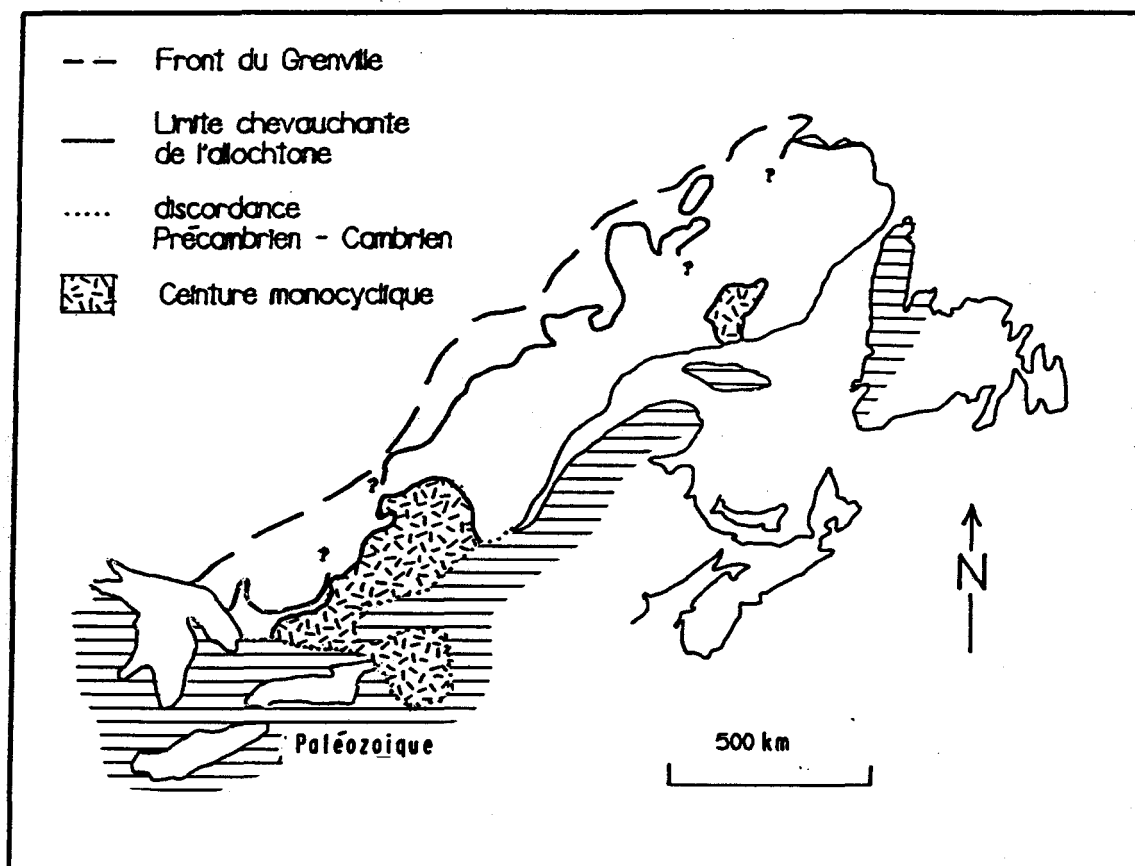 Front du Grenville
Limite chevauchante
de l'allochtone
discordance
Précambrien - Cambrien
Ceinture monocyclique
?
?
?
?
N
Paléozoique
500 km